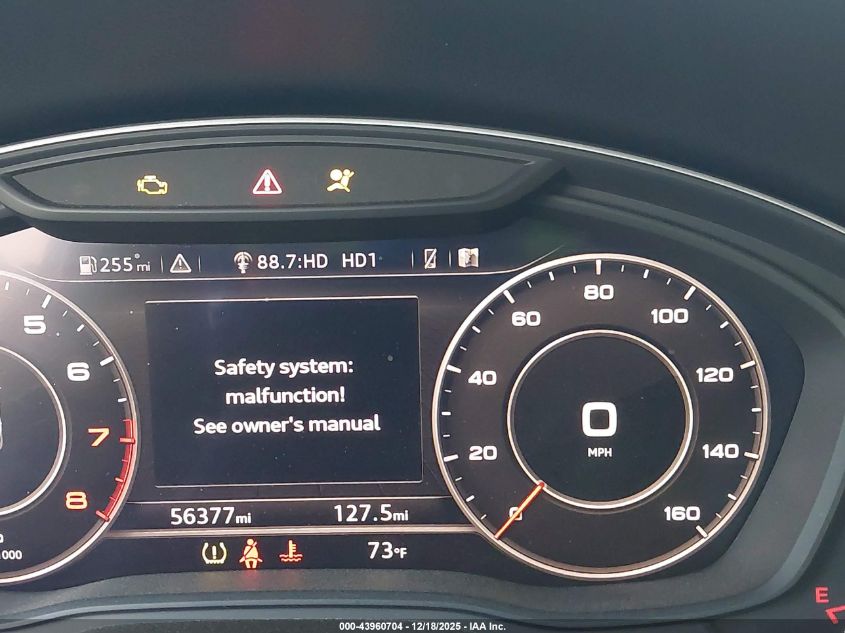 255 mi
88.7:HD HD1
5
6
7
8
Safety system:
malfunction!
See owner's manual
56377mi 127.5mi
73°F
0
20
40
60
80
100
120
140
160
0
MPH
E
000-43960704 - 12/18/2025 - IAA Inc.